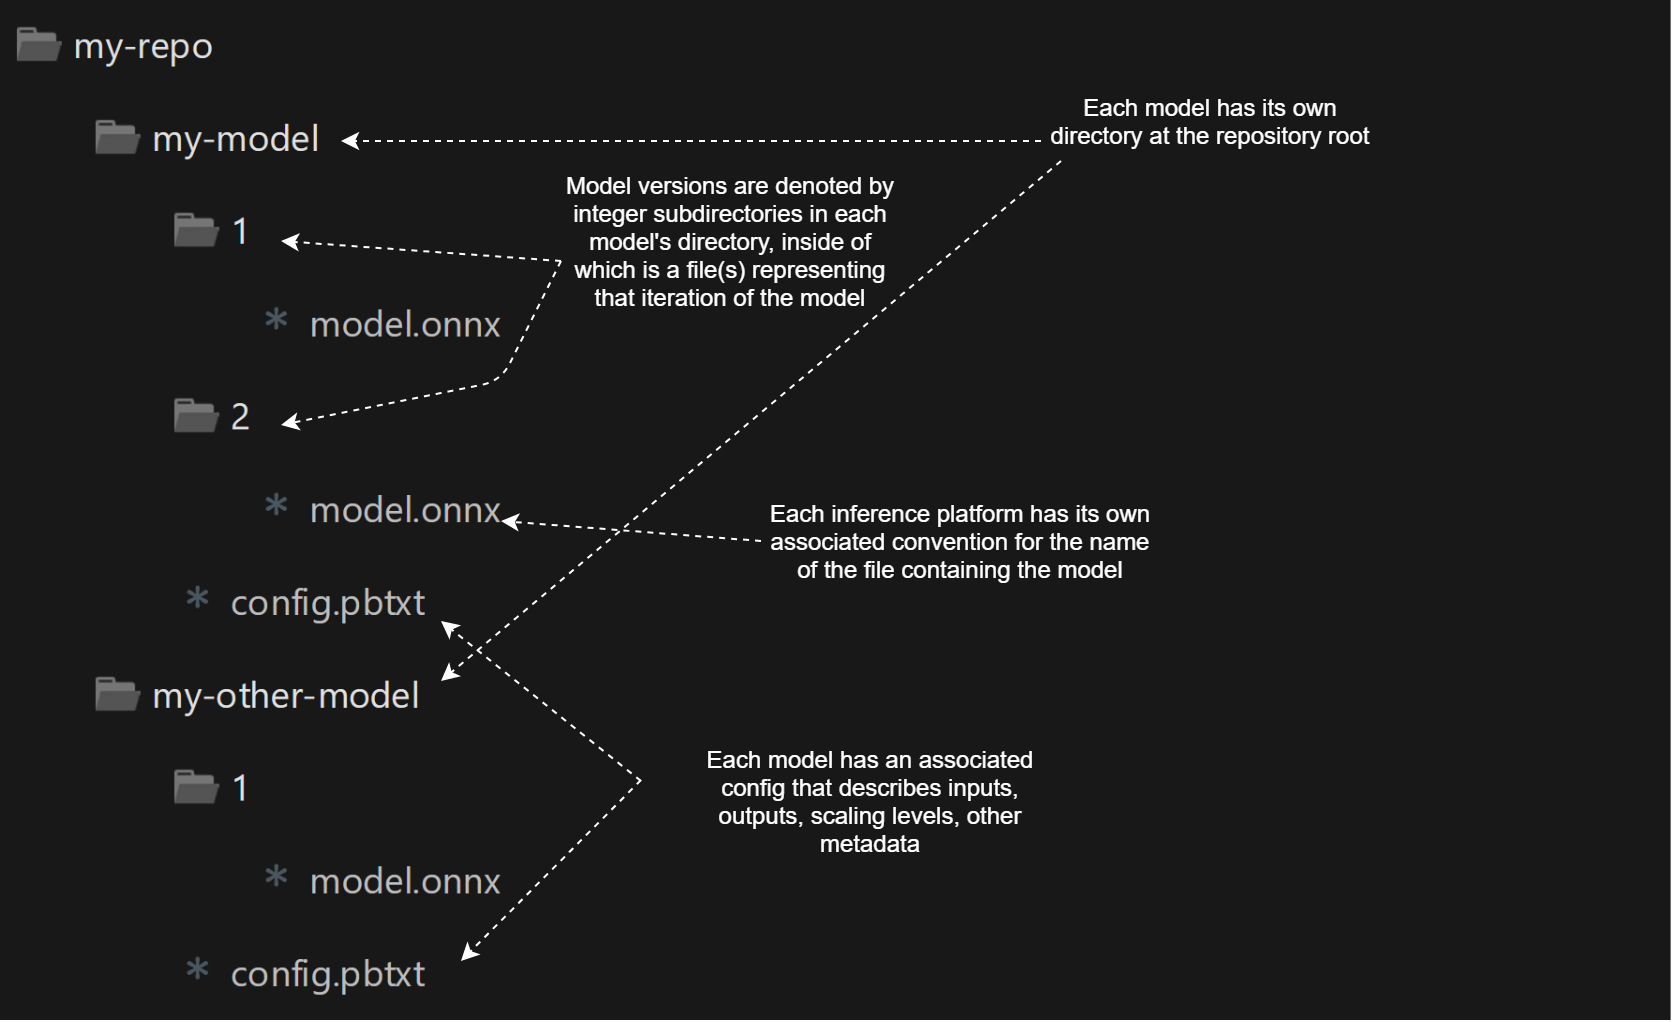 my-repo
my-model
Each model has its own
directory at the repository root
Model versions are denoted by
integer subdirectories in each
model's directory, inside of
which is a file(s) representing
that iteration of the model
1
* model.onnx
2
* model.onnx
Each inference platform has its own
associated convention for the name
of the file containing the model
* config.pbtxt
my-other-model
Each model has an associated
config that describes inputs,
outputs, scaling levels, other
metadata
1
* model.onnx
* config.pbtxt